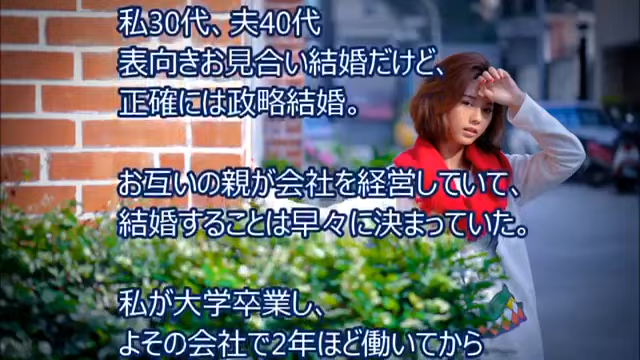 私30代、夫40代
表向きお見合い結婚だけど、
正確には政略結婚。
お互いの親が会社を経営していて、
結婚することは早々に決まっていた。
私が大学卒業し、
よその会社で2年ほど働いてから